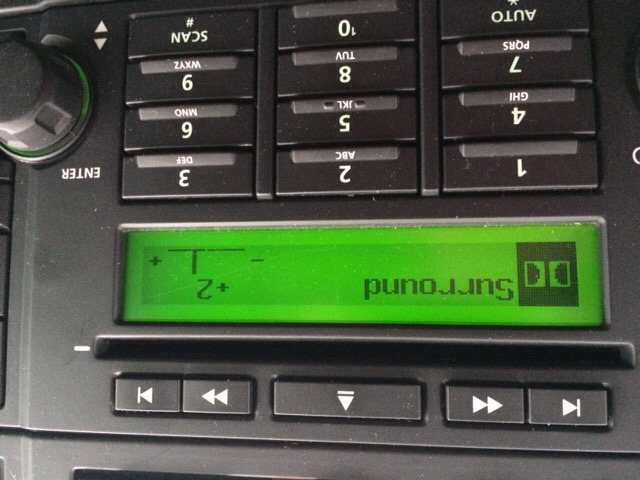 Surround +2
- +
1
2
ABC
3
DEF
ENTER
4
GHI
5
JKL
6
MNO
7
PQRS
8
TUV
9
WXYZ
AUTO
*
10
SCAN
#